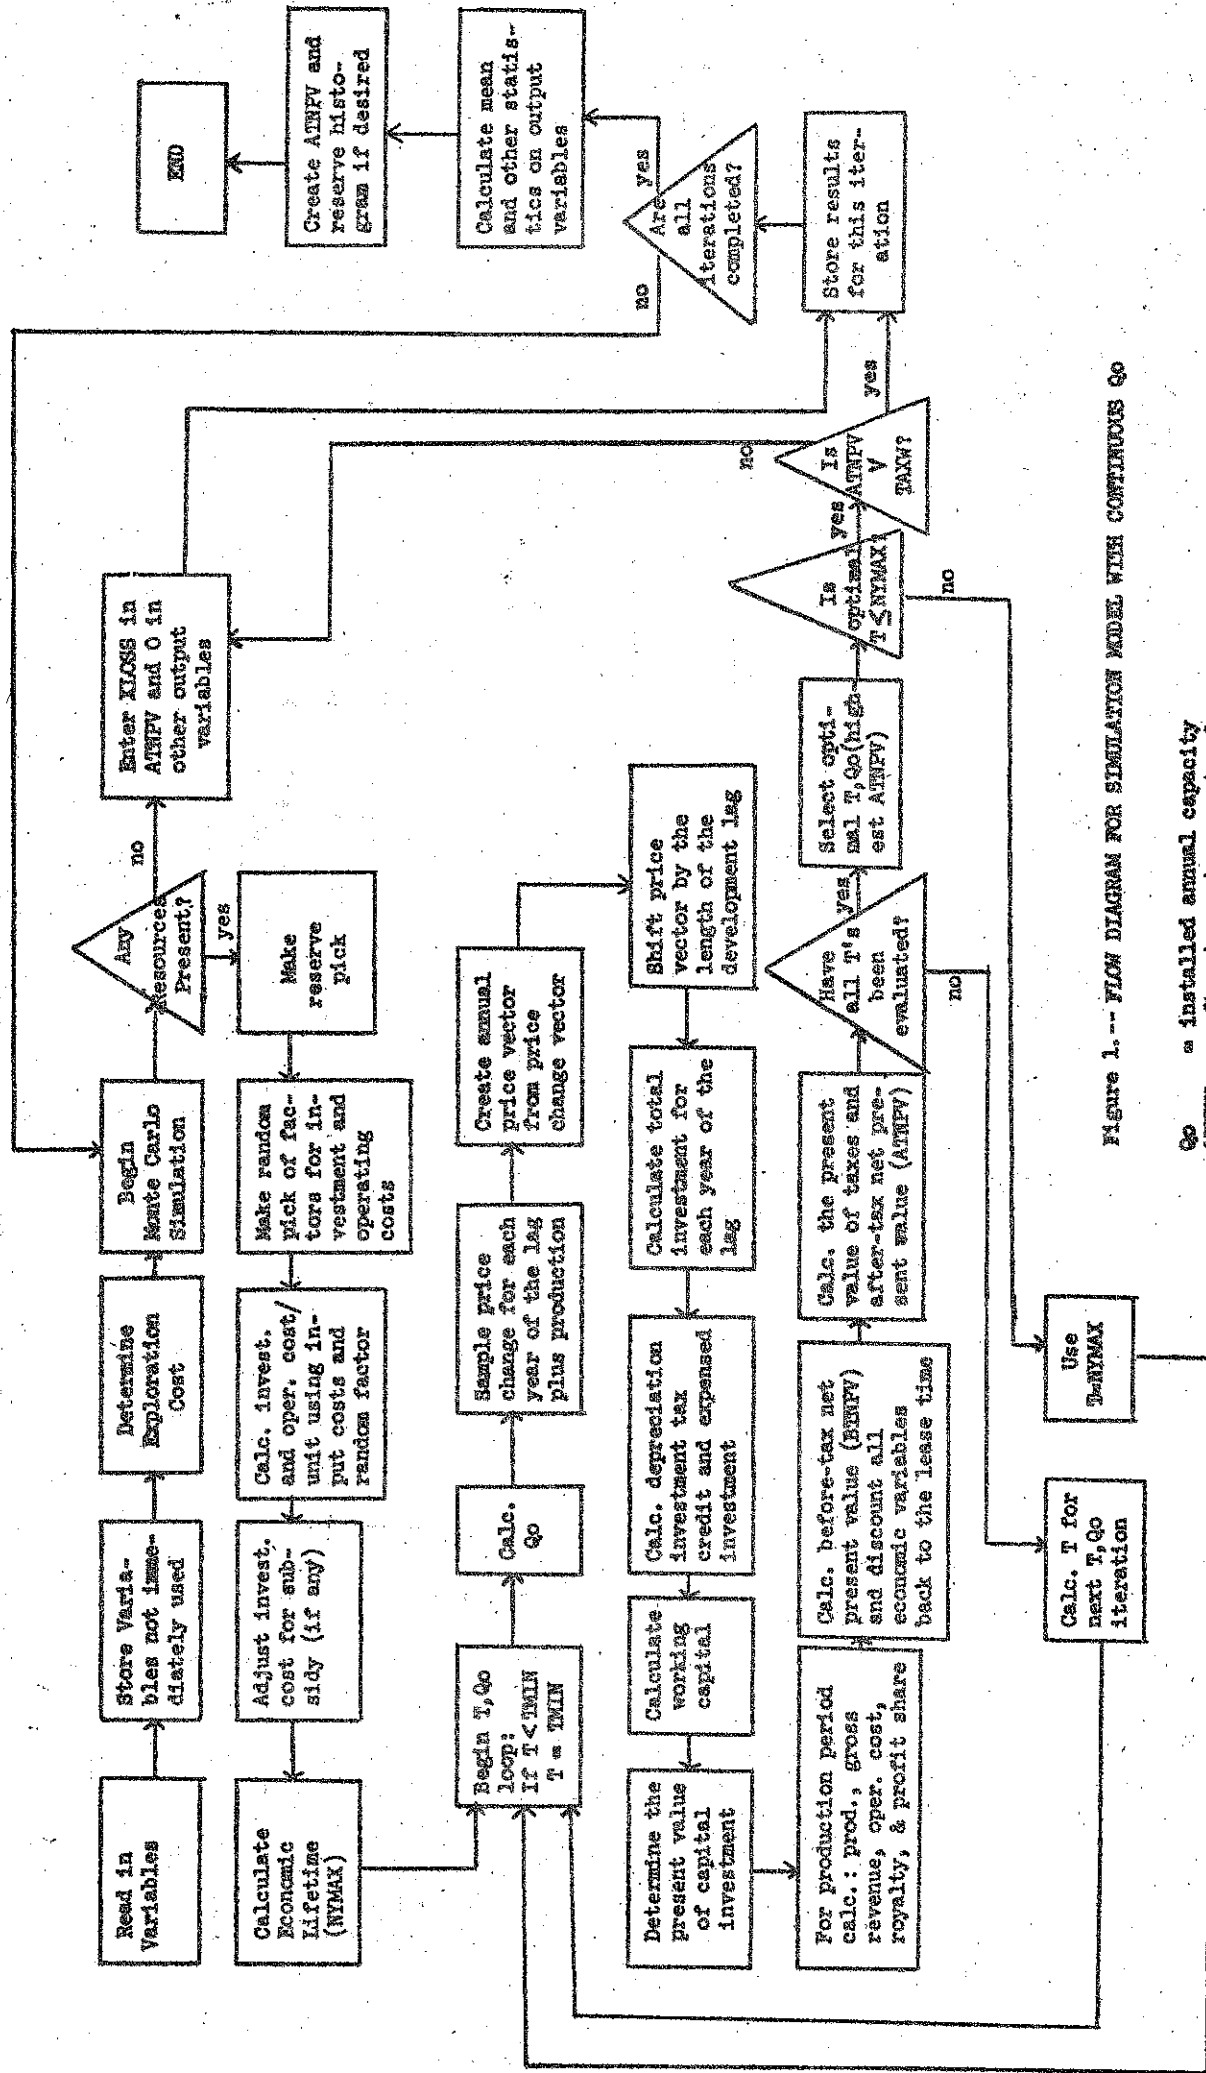 Read in
Variables
Store Varia-
bles not imme-
diately used
Determine
Exploration
Cost
Begin
Monte Carlo
Simulation
Any
Resources
Present?
no
yes
Enter XLOSS in
ATNPV and 0 in
other output
variables
Make
reserve
pick
Make random
pick of fac-
tors for in-
vestment and
operating
costs
Calc. invest.
and oper. cost/
unit using in-
put costs and
random factor
Adjust invest.
cost for sub-
sidy (if any)
Calculate
Economic
Lifetime
(NYMAX)
Begin T,Qo
loop:
If T < TMIN
T = TMIN
Calc.
Qo
Sample price
change for each
year of the lag
plus production
Create annual
price vector
from price
change vector
Shift price
vector by the
length of the
development lag
Calculate total
investment for
each year of the
lag
Calc. depreciation
investment tax
credit and expensed
investment
Calculate
working
capital
Determine the
present value
of capital
investment
For production period
calc.: prod., gross
revenue, oper. cost,
royalty, & profit share
Calc. before-tax net
present value (BTNPV)
and discount all
economic variables
back to the lease time
Calc. the present
value of taxes and
after-tax net pre-
sent value (ATNPV)
Have
all T's
been
evaluated?
yes
no
Select opti-
mal T,Qo(high-
est ATNPV)
Is
optimal
T≤NYMAX?
yes
no
Is
ATNPV
V
TAXW?
yes
no
Store results
for this iter-
ation
Are
all
iterations
completed?
no
yes
Calculate mean
and other statis-
tics on output
variables
Create ATNPV and
reserve histo-
gram if desired
END
Calc. T for
next T,Qo
iteration
Use
T=NYMAX
Figure 1.-- FLOW DIAGRAM FOR SIMULATION MODEL WITH CONTINUOUS Qo
Qo = installed annual capacity